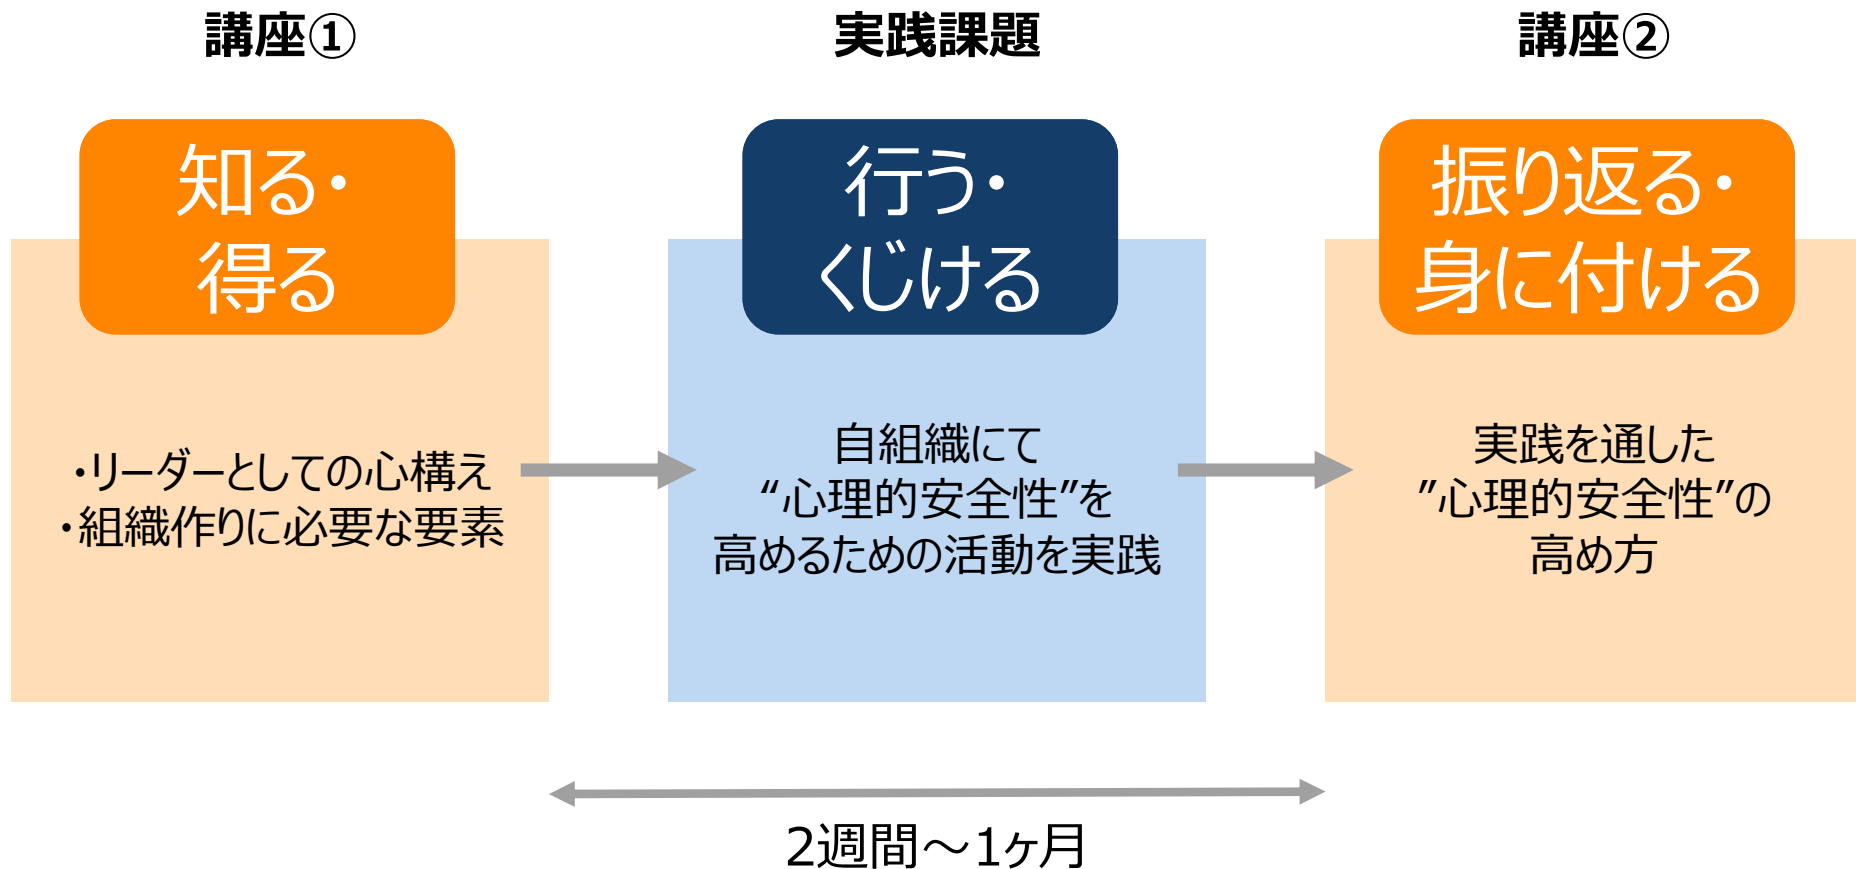 講座①
実践課題
講座②
知る・
得る
行う・
くじける
振り返る・
身に付ける
・リーダーとしての心構え
・組織作りに必要な要素
自組織にて
“心理的安全性”を
高めるための活動を実践
実践を通した
”心理的安全性”の
高め方
2週間～1ヶ月